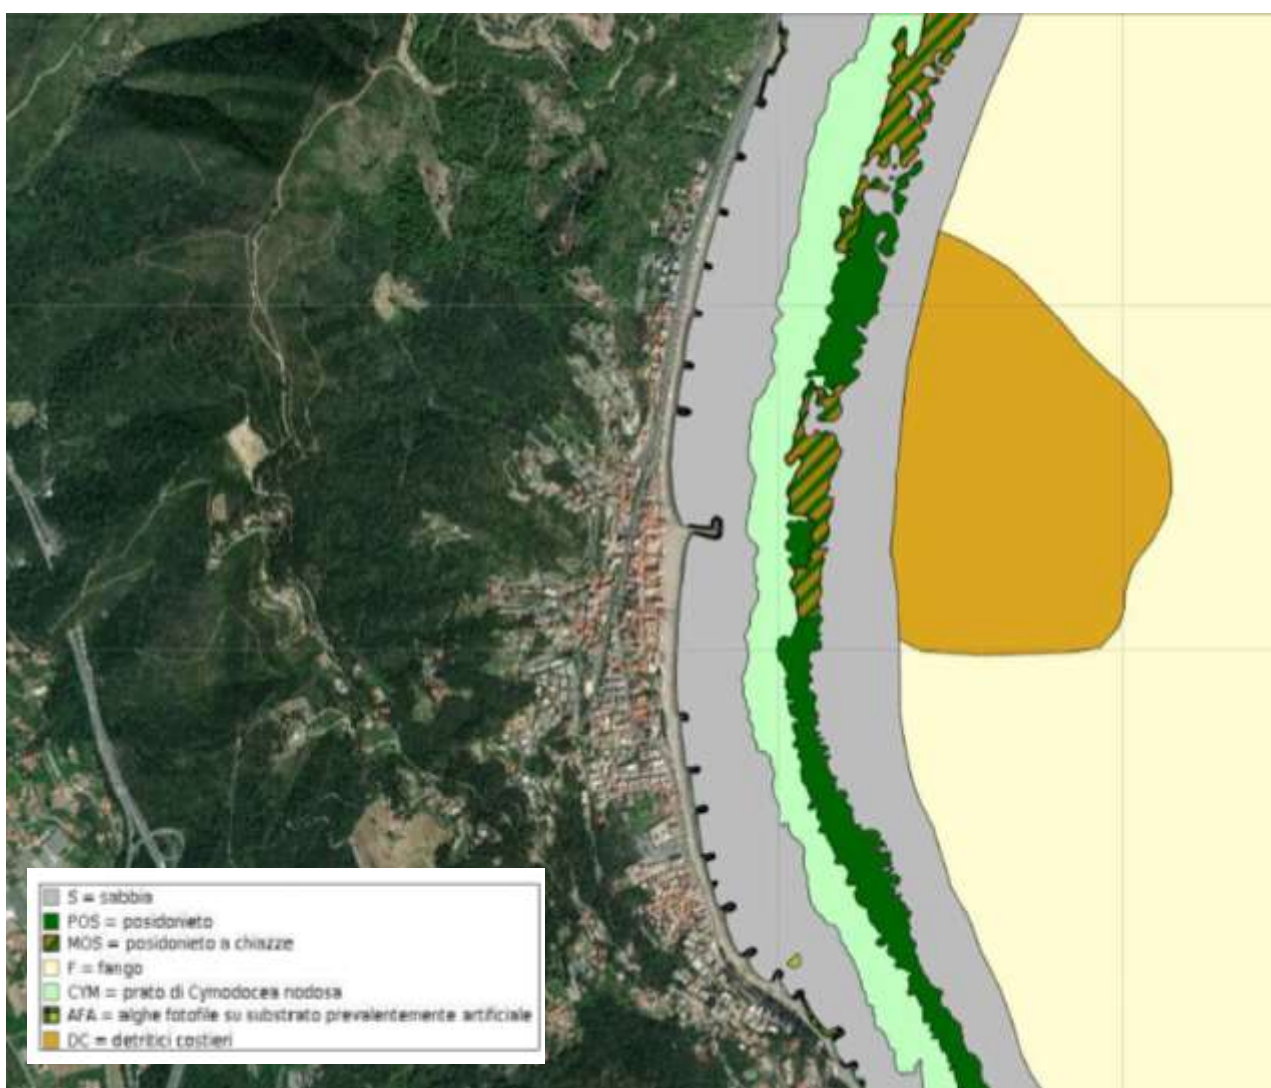 S = sabbia
POS = posidonieto
MOS = posidonieto a chiazze
F = fango
CYM = prato di Cymodocea nodosa
AFA = alghe fotofile su substrato prevalentemente artificiale
DC = detritici costieri